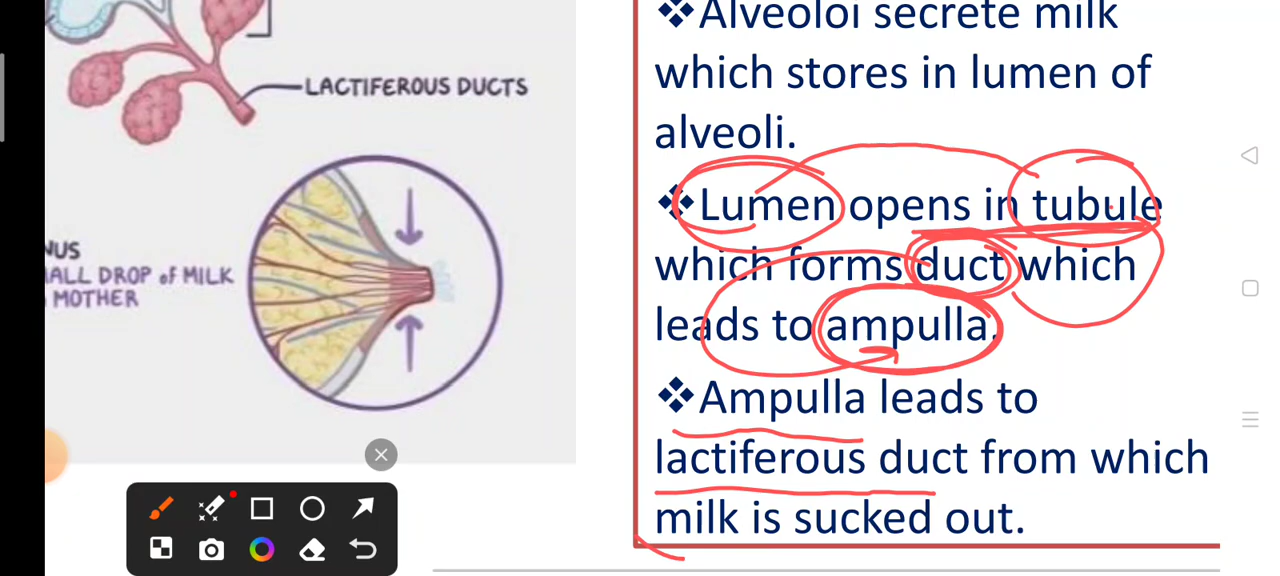 LACTIFEROUS DUCTS
NUS
ALL DROP of MILK
MOTHER
❖Alveoloi secrete milk
which stores in lumen of
alveoli.
❖Lumen opens in tubule
which forms duct which
leads to ampulla.
❖Ampulla leads to
lactiferous duct from which
milk is sucked out.